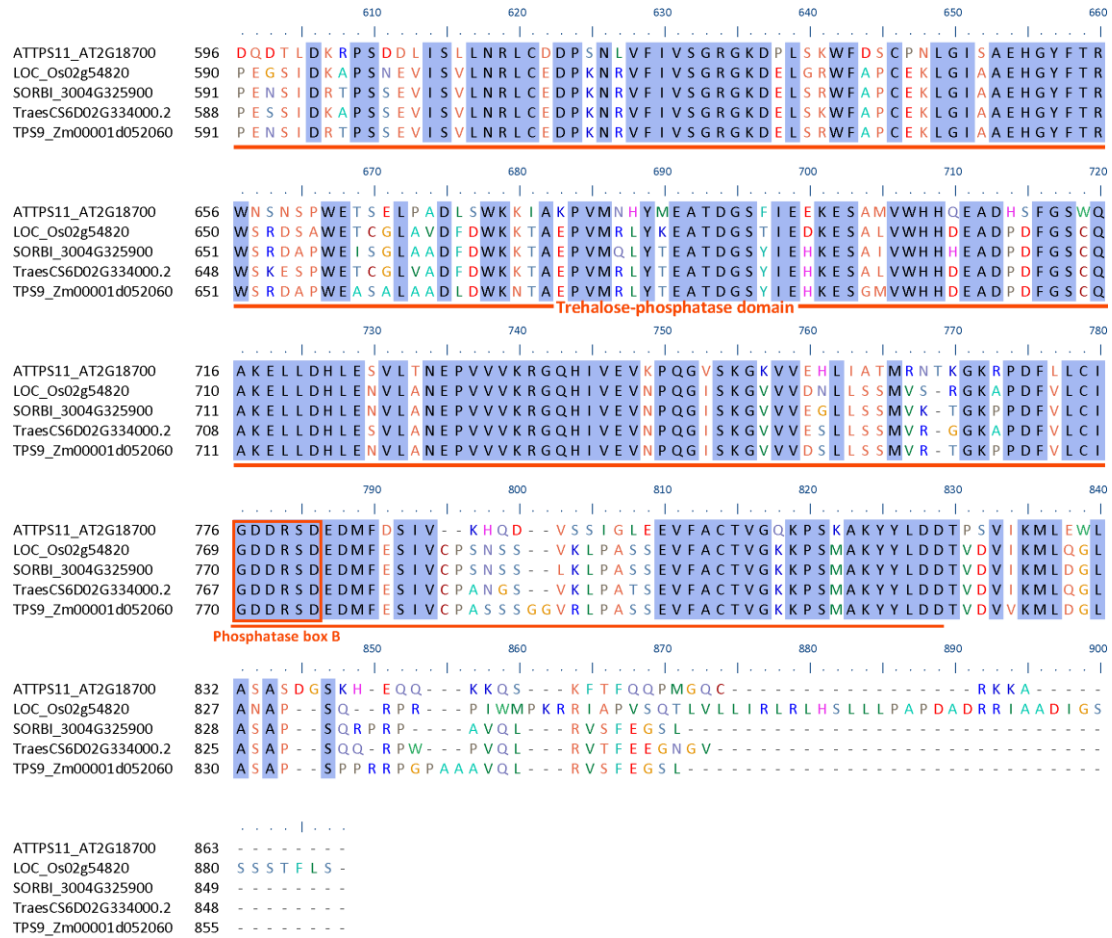 610 620 630 640 650 660
ATTPS11_AT2G18700 596 DQDTLDKRPSDDLISLLNRLCDDPSNLVFIVSGRGKDPLSKWFDSCPNLGISAEHGYFTR
LOC_Os02g54820 590 PEGSIDKAPSNEVISVLNRLCEDPKNRVFIVSGRGKDELGRWFAPCEKLGIAAEHGYFTR
SORBI_3004G325900 591 PENSIDRTPSSEVISVLNRLCEDPKNRVFIVSGRGKDELSRWFAPCEKLGIAAEHGYFTR
TraesCS6D02G334000.2 588 PESSIDKAPSSEVISVLNRLCEDPKNRVFIVSGRGKDELSRWFAPCEKLGIAAEHGYFTR
TPS9_Zm00001d052060 591 PENSIDRTPSSEVISVLNRLCEDPKNRVFIVSGRGKDELSRWFAPCEKLGIAAEHGYFTR
670 680 690 700 710 720
ATTPS11_AT2G18700 656 WNSNSPWETSELPADLSWKKIAKPVMNHYMEATDGSFIEEKESAMVWHHQEADHSFGSWQ
LOC_Os02g54820 650 WSRDSAWETCGLAVDFDWKKTAEPVMRLYKEATDGSTIEDKESALVWHHDEADPDFGSCQ
SORBI_3004G325900 651 WSRDAPWEISGLAADFDWKKTAEPVMQLYTEATDGSYIEHKESAIVWHHHEADPDFGSCQ
TraesCS6D02G334000.2 648 WSKESPWETCGLVADFDWKKTAEPVMRLYTEATDGSYIEHKESALVWHHDEADPDFGSCQ
TPS9_Zm00001d052060 651 WSRDAPWEASALAADLDWKNTAEPVMRLYTEATDGSYIEHKESGMVWHHDEADPDFGSCQ
Trehalose-phosphatase domain
730 740 750 760 770 780
ATTPS11_AT2G18700 716 AKELLDHLESVLTNEPVVVKRGQHIVEVKPQGVSKGKVVEHLIATMRNTKGKRPDFLLCI
LOC_Os02g54820 710 AKELLDHLENVLANEPVVVKRGQHIVEVNPQGISKGVVVDNLLSSMVS-RGKAPDFVLCI
SORBI_3004G325900 711 AKELLDHLENVLANEPVVVKRGQHIVEVNPQGISKGVVVEGLLSSMVK-TGKPPDFVLCI
TraesCS6D02G334000.2 708 AKELLDHLESVLANEPVVVKRGQHIVEVNPQGISKGVVVESLLSSMVR-GGKAPDFVLCI
TPS9_Zm00001d052060 711 AKELLDHLENVLANEPVVVKRGQHIVEVNPQGISKGVVVDSLLSSMVR-TGKPPDFVLCI
790 800 810 820 830 840
ATTPS11_AT2G18700 776 GDDRSDEDMFDSIV--KHQD--VSSIGLEEVFACTVGQKPSKAKYYLDDTPSVIKMLEWL
LOC_Os02g54820 769 GDDRSDEDMFESIVCPSNSS--VKLPASSEVFACTVGKKPSMAKYYLDDTVDVIKMLQGL
SORBI_3004G325900 770 GDDRSDEDMFESIVCPSNSS--LKLPASSEVFACTVGKKPSMAKYYLDDTVDVIKMLDGL
TraesCS6D02G334000.2 767 GDDRSDEDMFESIVCPANGS--VKLPATSEVFACTVGKKPSMAKYYLDDTVDVIKMLQGL
TPS9_Zm00001d052060 770 GDDRSDEDMFESIVCPASSSGGVRLPASSEVFACTVGKKPSMAKYYLDDTVDVVKMLDGL
Phosphatase box B
850 860 870 880 890 900
ATTPS11_AT2G18700 832 ASASDGSKH-EQQ---KKQS---KFTFQQPMGQC-----------------RKKA-----
LOC_Os02g54820 827 ANAP--SQ--RPR---PIWMPKRRIAPVSQTLVLLIRLRLHSLLLPAPDADRRIAADIGS
SORBI_3004G325900 828 ASAP--SQRPRP----AVQL---RVSFEGSL-----------------------------
TraesCS6D02G334000.2 825 ASAP--SQQ-RPW---PVQL---RVTFEEGNGV---------------------------
TPS9_Zm00001d052060 830 ASAP--SPPRRPGPAAAVQL---RVSFEGSL-----------------------------
ATTPS11_AT2G18700 863 --------
LOC_Os02g54820 880 SSSTFLS-
SORBI_3004G325900 849 --------
TraesCS6D02G334000.2 848 --------
TPS9_Zm00001d052060 855 --------